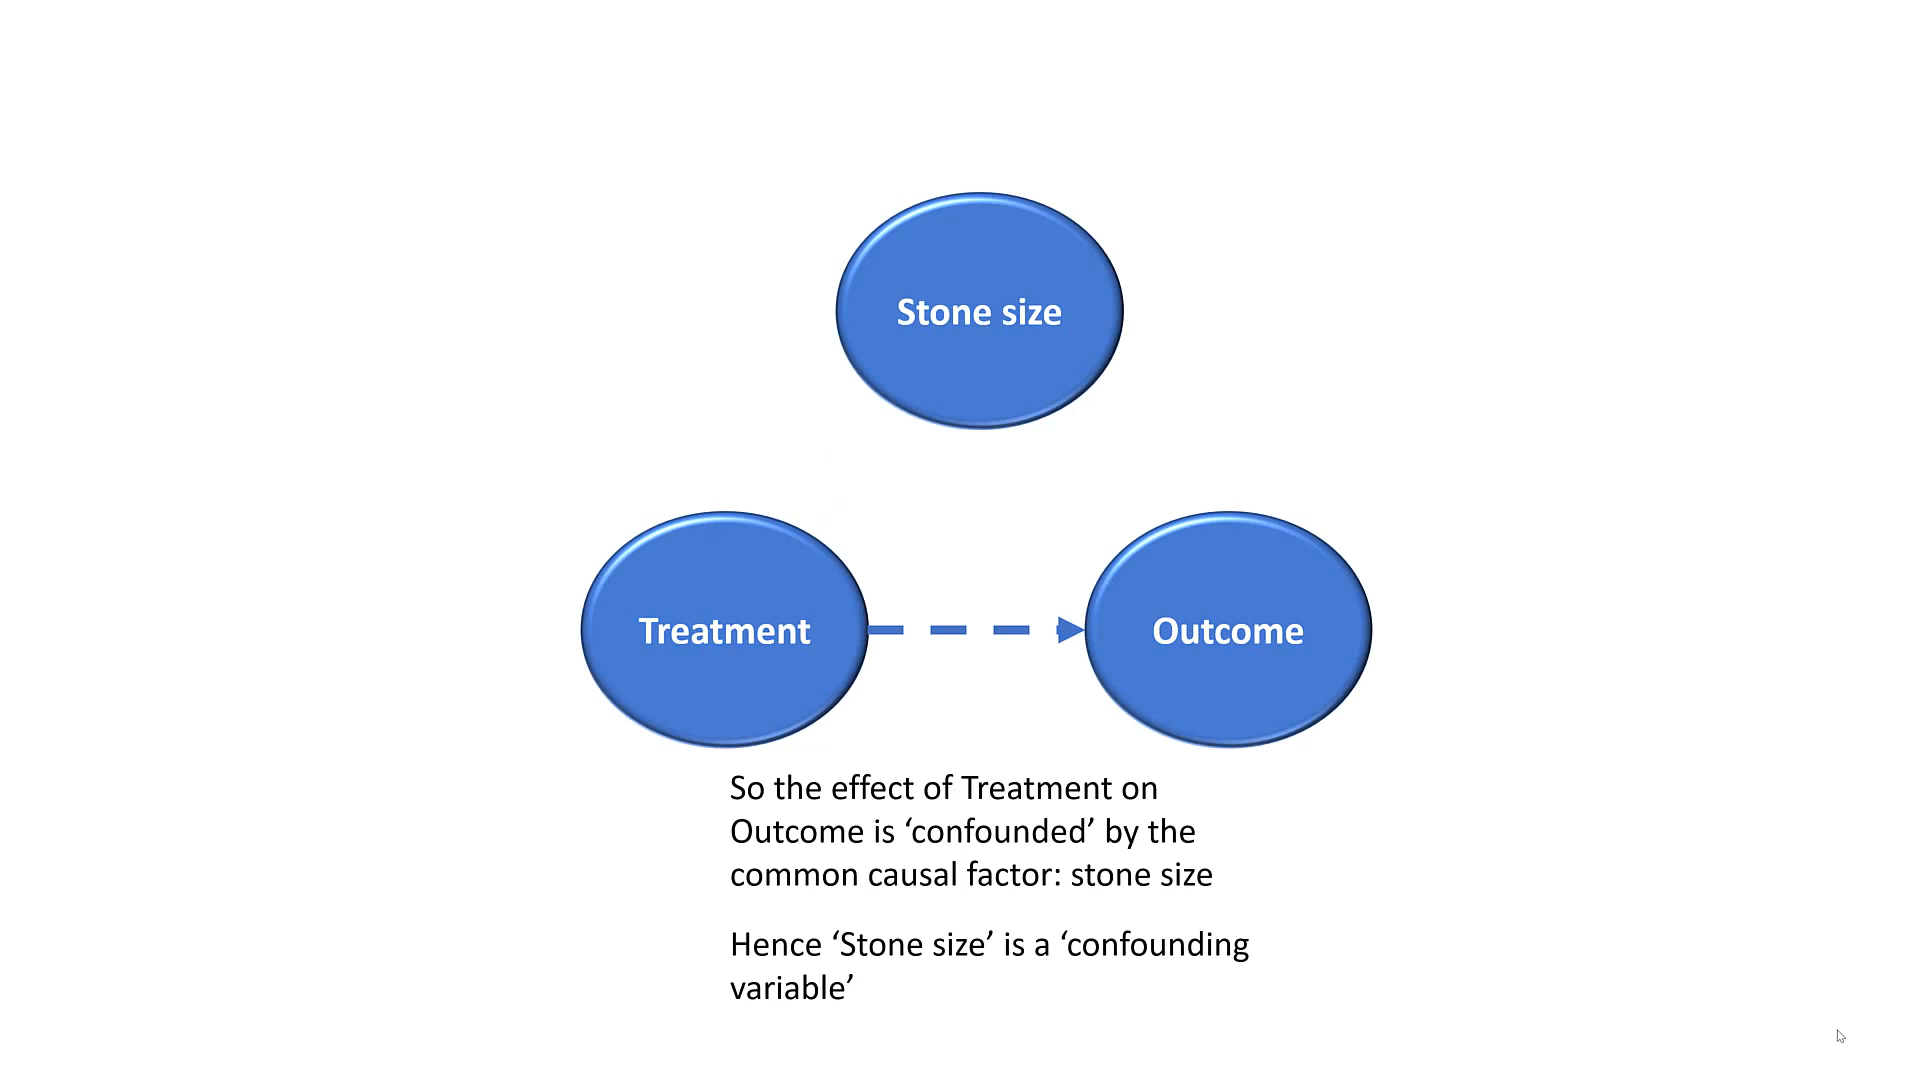 Stone size
Treatment
Outcome
So the effect of Treatment on
Outcome is ‘confounded’ by the
common causal factor: stone size
Hence ‘Stone size’ is a ‘confounding
variable’